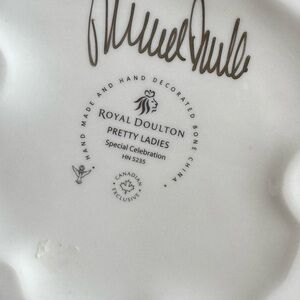 HAND MADE AND HAND DECORATED BONE CHINA
ROYAL DOULTON
PRETTY LADIES
Special Celebration
HN 5235
CANADIAN
EXCLUSIVE